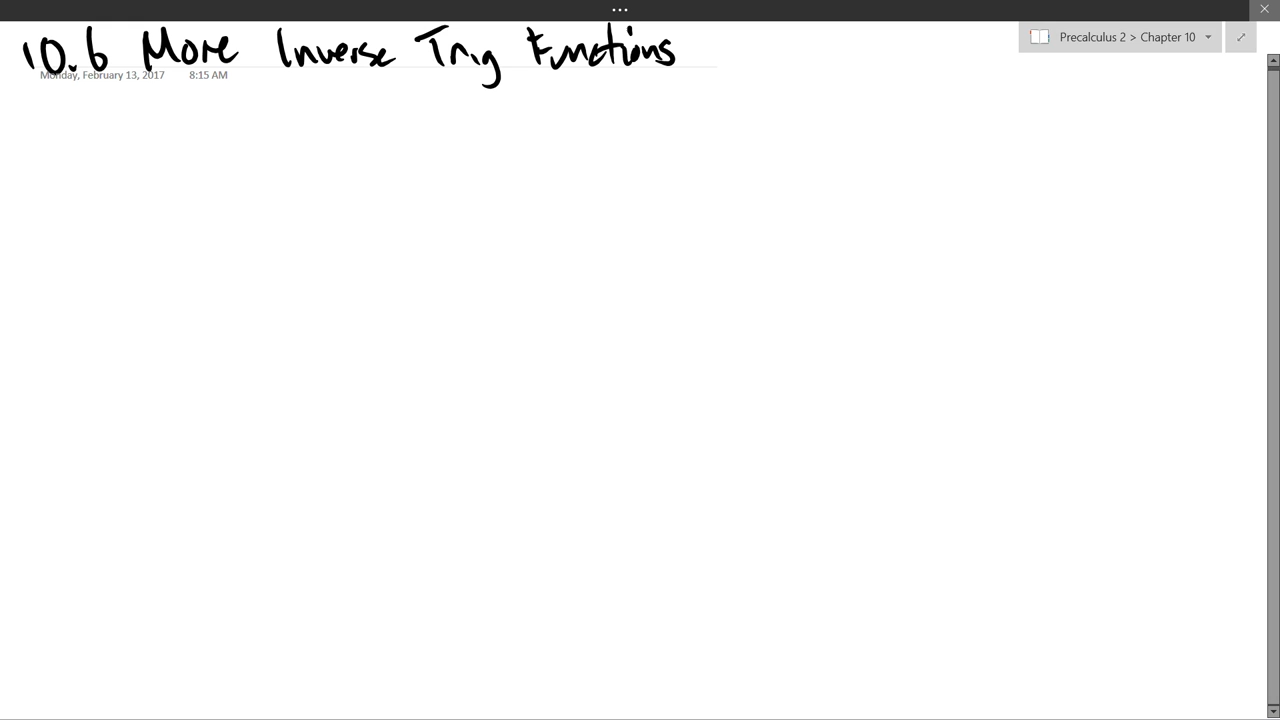 10.6 More Inverse Trig Functions
Precalculus 2 > Chapter 10
Monday, February 13, 2017 8:15 AM